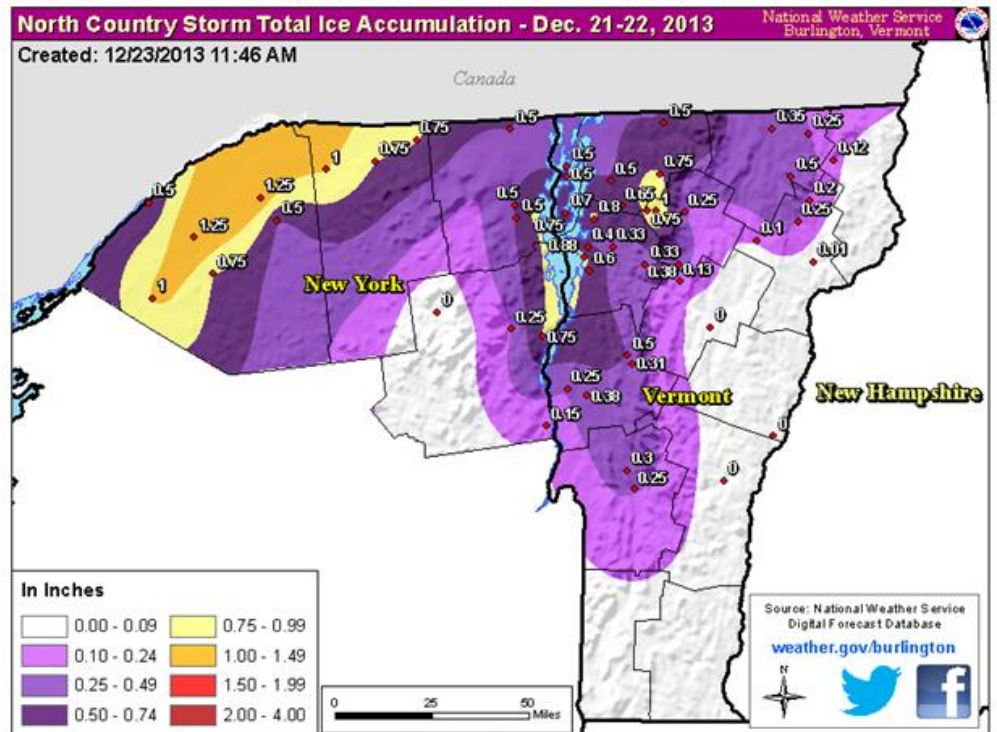 North Country Storm Total Ice Accumulation - Dec. 21-22, 2013
National Weather Service
Burlington, Vermont
Created: 12/23/2013 11:46 AM
Canada
0.5
0.75
0.75
1
1.25
0.5
0.5
1.25
0.75
1
0.5
0.5
0.35
0.25
0.12
0.5
0.5
0.5
0.75
0.5
0.2
0.25
0.5
0.7
0.8
0.65
1
0.75
0.25
0.75
0.88
0.4
0.33
0.6
0.33
0.38
0.13
0.1
0.01
New York
0
0.25
0.75
0
0.5
0.31
0.25
0.38
Vermont
New Hampshire
0.15
0
0.3
0.25
0
In Inches
0.00 - 0.09
0.10 - 0.24
0.25 - 0.49
0.50 - 0.74
0.75 - 0.99
1.00 - 1.49
1.50 - 1.99
2.00 - 4.00
0 25 50
Miles
Source: National Weather Service
Digital Forecast Database
weather.gov/burlington
N
f